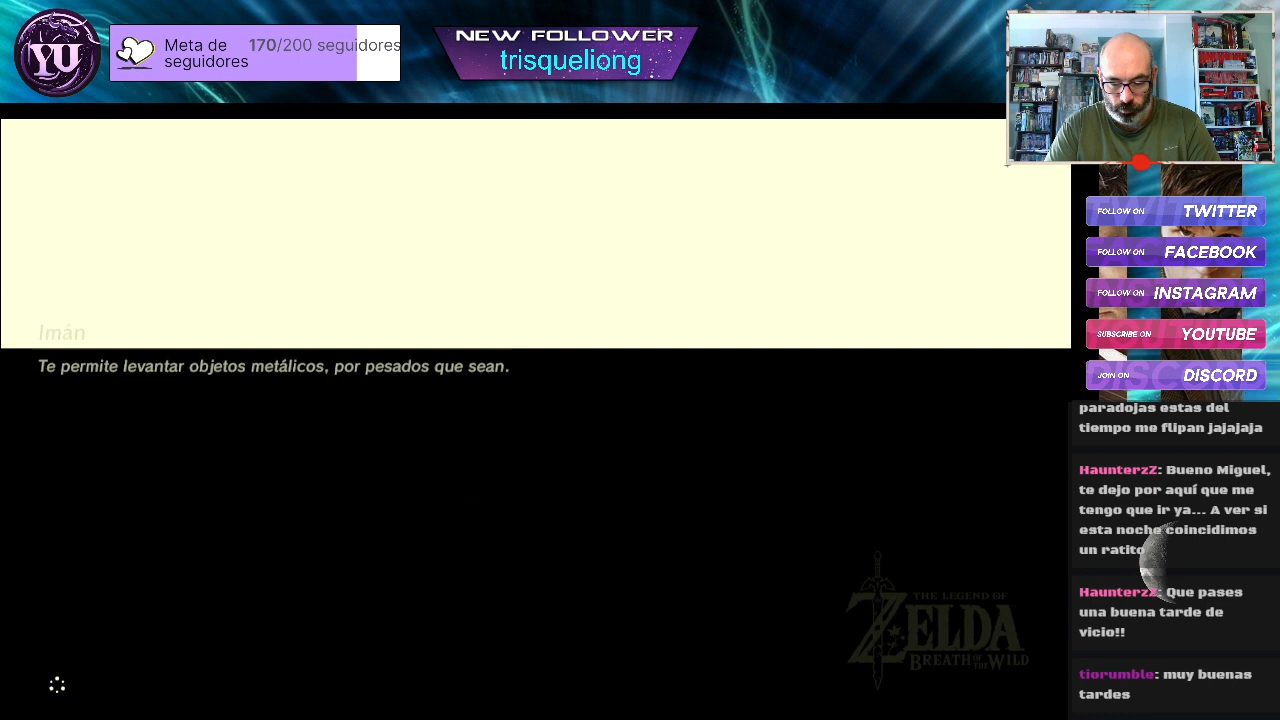 YU
Meta de
seguidores
170/200 seguidores
NEW FOLLOWER
trisqueliong
FOLLOW ON TWITTER
FOLLOW ON FACEBOOK
FOLLOW ON INSTAGRAM
SUBSCRIBE ON YOUTUBE
JOIN ON DISCORD
Imán
Te permite levantar objetos metálicos, por pesados que sean.
THE LEGEND OF
ZELDA
BREATH OF THE WILD
paradojas estas del
tiempo me flipan jajajaja
HaunterzZ: Bueno Miguel,
te dejo por aquí que me
tengo que ir ya... A ver si
esta noche coincidimos
un ratito
HaunterzZ: Que pases
una buena tarde de
vicio!!
tiorumble: muy buenas
tardes